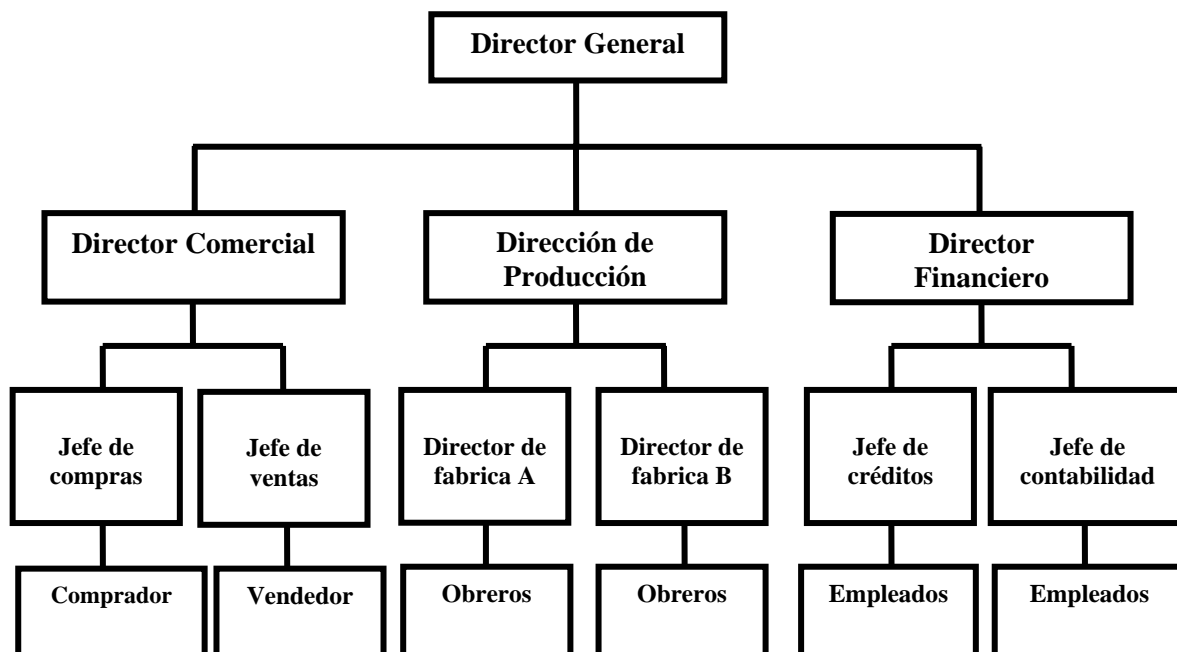 Director General
Director Comercial
Dirección de
Producción
Director
Financiero
Jefe de
compras
Jefe de
ventas
Director de
fabrica A
Director de
fabrica B
Jefe de
créditos
Jefe de
contabilidad
Comprador
Vendedor
Obreros
Obreros
Empleados
Empleados